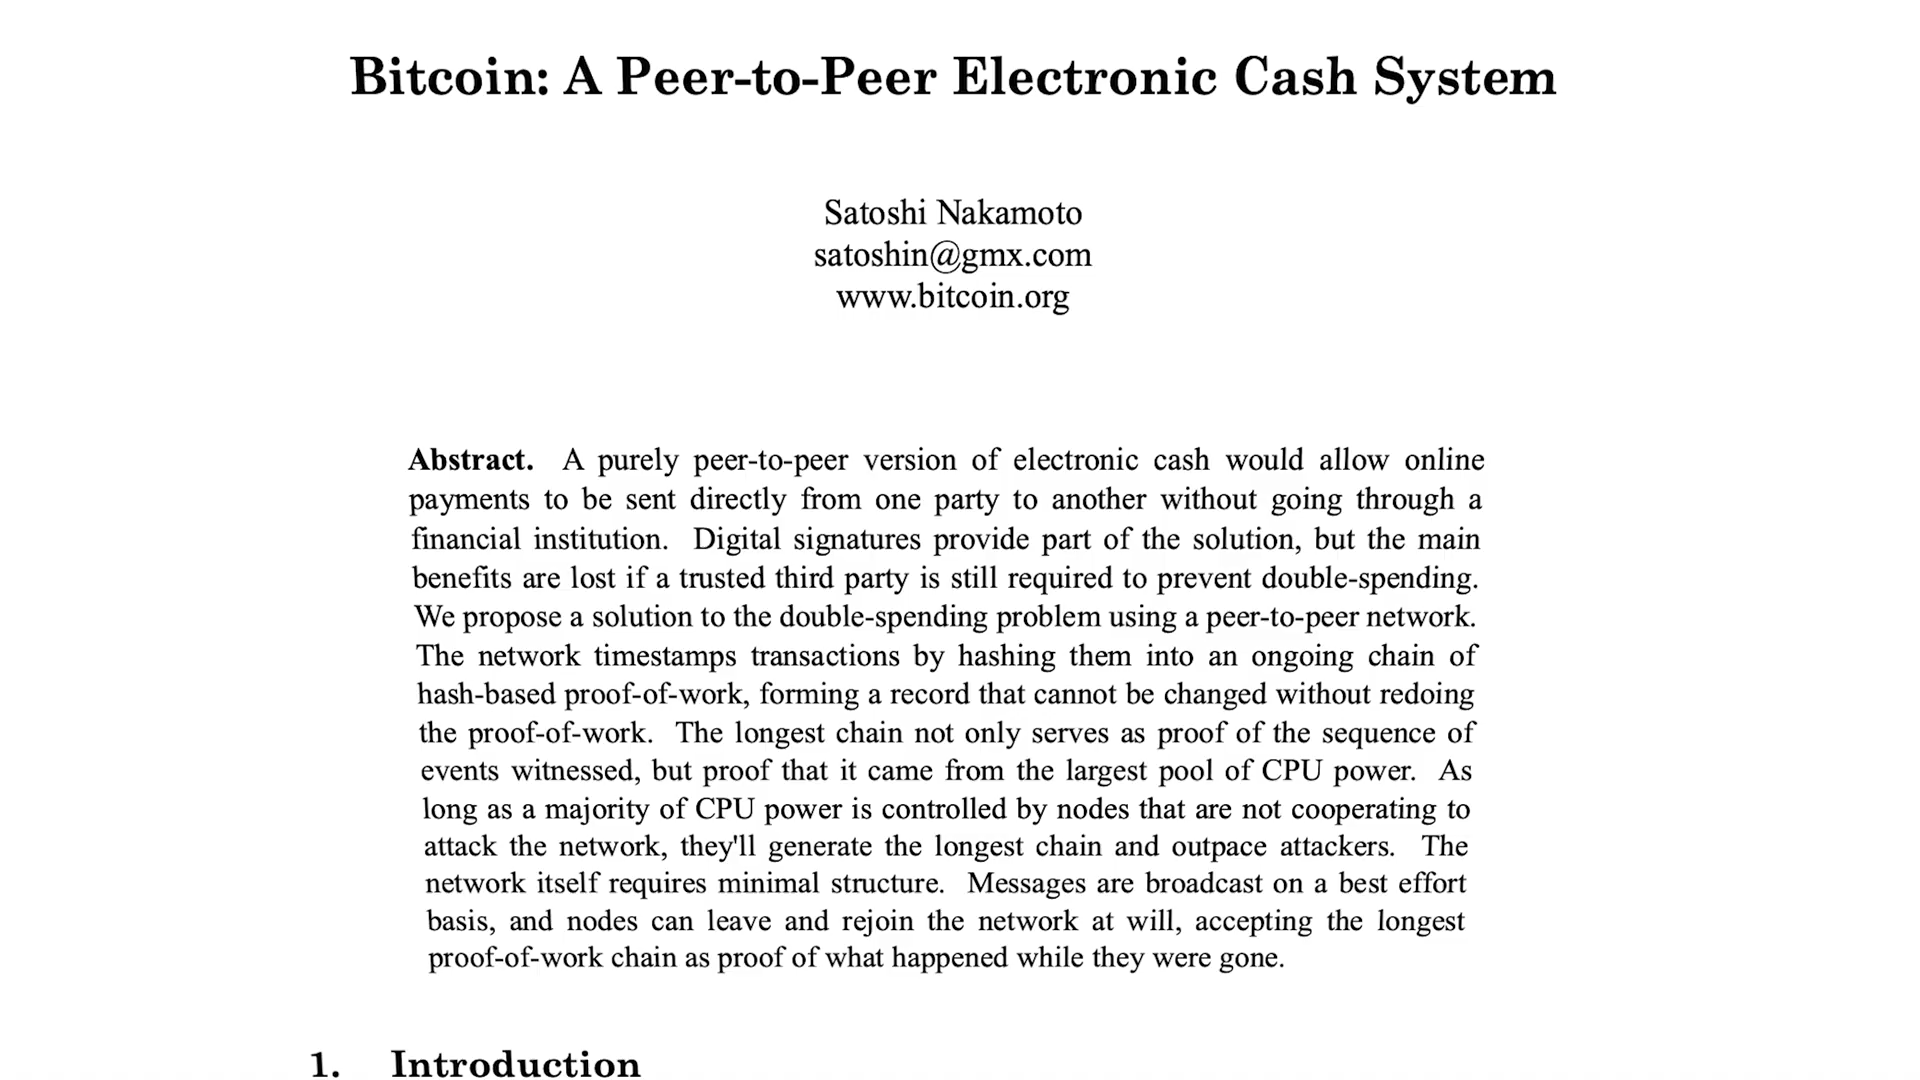 Bitcoin: A Peer-to-Peer Electronic Cash System
Satoshi Nakamoto
satoshin@gmx.com
www.bitcoin.org
Abstract. A purely peer-to-peer version of electronic cash would allow online
payments to be sent directly from one party to another without going through a
financial institution. Digital signatures provide part of the solution, but the main
benefits are lost if a trusted third party is still required to prevent double-spending.
We propose a solution to the double-spending problem using a peer-to-peer network.
The network timestamps transactions by hashing them into an ongoing chain of
hash-based proof-of-work, forming a record that cannot be changed without redoing
the proof-of-work. The longest chain not only serves as proof of the sequence of
events witnessed, but proof that it came from the largest pool of CPU power. As
long as a majority of CPU power is controlled by nodes that are not cooperating to
attack the network, they'll generate the longest chain and outpace attackers. The
network itself requires minimal structure. Messages are broadcast on a best effort
basis, and nodes can leave and rejoin the network at will, accepting the longest
proof-of-work chain as proof of what happened while they were gone.
1. Introduction